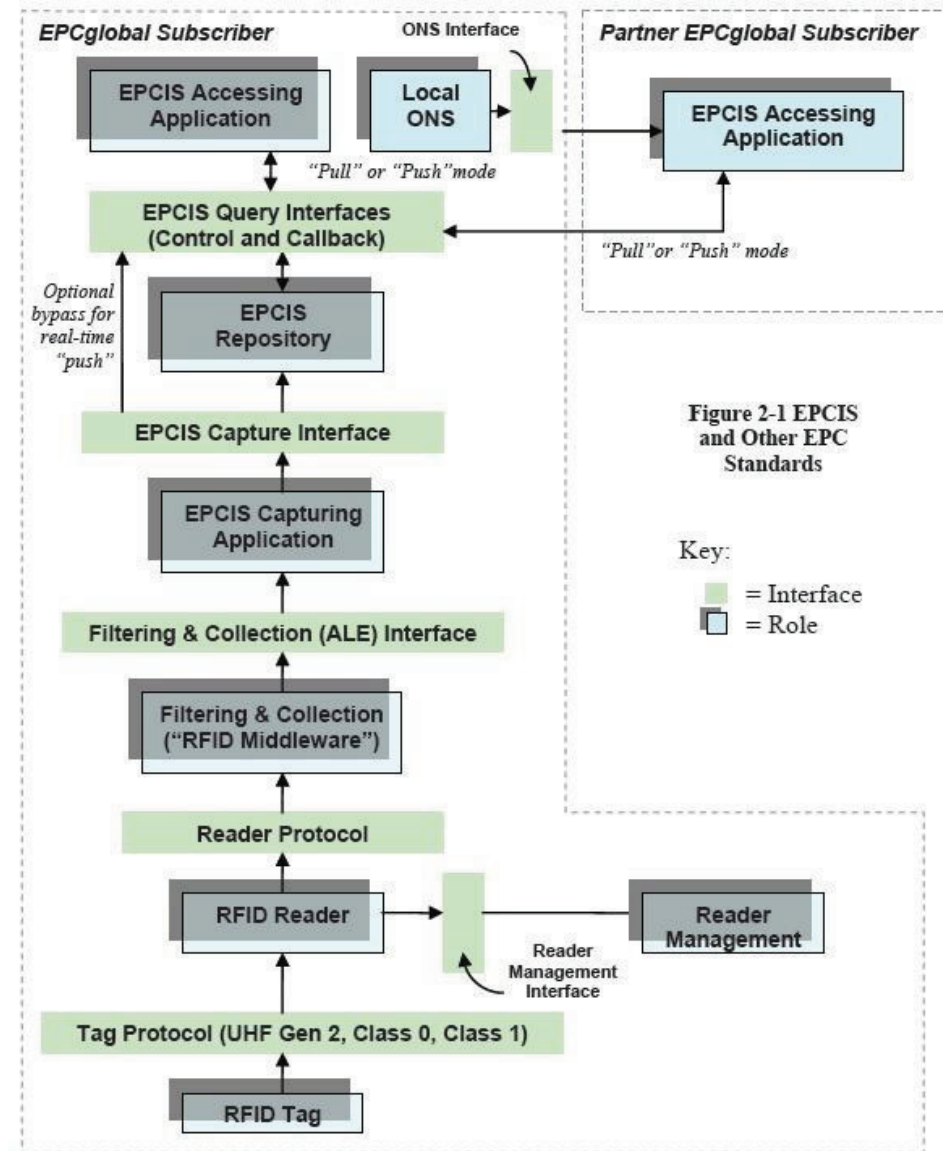 EPCglobal Subscriber
ONS Interface
Partner EPCglobal Subscriber
EPCIS Accessing
Application
Local
ONS
EPCIS Accessing
Application
“Pull” or “Push”mode
EPCIS Query Interfaces
(Control and Callback)
“Pull”or “Push” mode
Optional
bypass for
real-time
“push”
EPCIS
Repository
EPCIS Capture Interface
Figure 2-1 EPCIS
and Other EPC
Standards
EPCIS Capturing
Application
Key:
= Interface
= Role
Filtering & Collection (ALE) Interface
Filtering & Collection
(“RFID Middleware”)
Reader Protocol
RFID Reader
Reader
Management
Reader
Management
Interface
Tag Protocol (UHF Gen 2, Class 0, Class 1)
RFID Tag